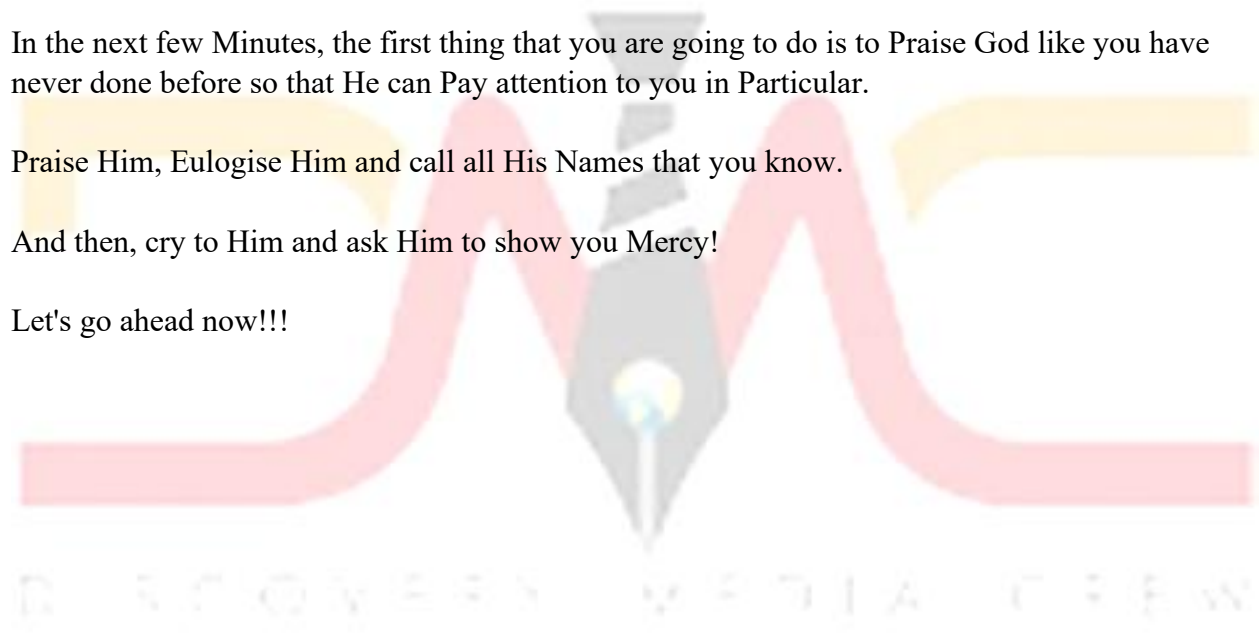 In the next few Minutes, the first thing that you are going to do is to Praise God like you have
never done before so that He can Pay attention to you in Particular.
Praise Him, Eulogise Him and call all His Names that you know.
And then, cry to Him and ask Him to show you Mercy!
Let's go ahead now!!!
DISCOVERY MEDIA CREW